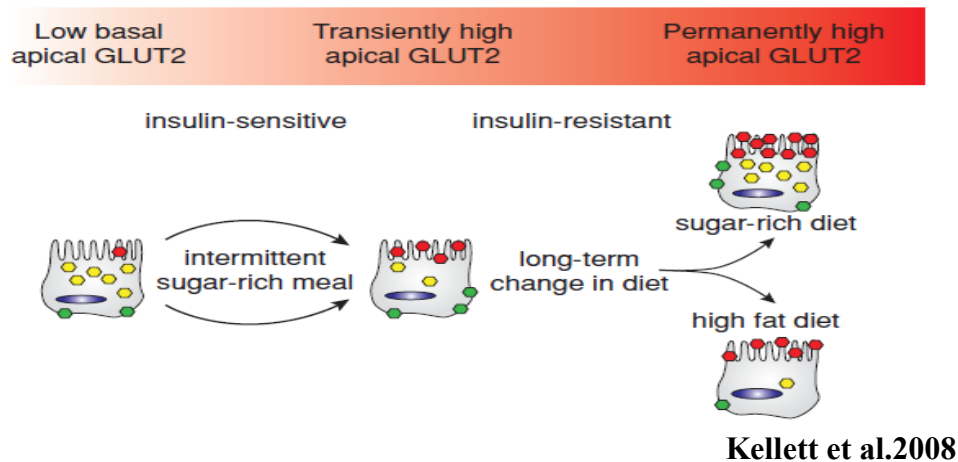 Low basal
apical GLUT2
Transiently high
apical GLUT2
Permanently high
apical GLUT2
insulin-sensitive
insulin-resistant
intermittent
sugar-rich meal
long-term
change in diet
sugar-rich diet
high fat diet
Kellett et al.2008